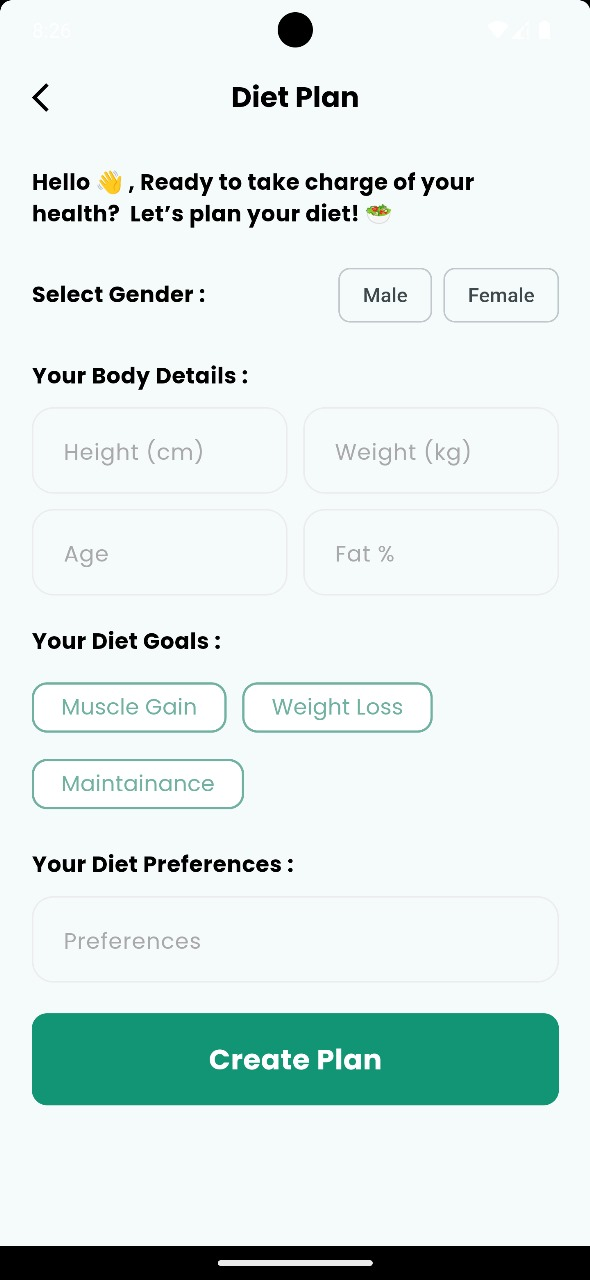 8:26
Diet Plan
Hello 👋 , Ready to take charge of your
health? Let’s plan your diet! 🥗
Select Gender :
Male
Female
Your Body Details :
Height (cm)
Weight (kg)
Age
Fat %
Your Diet Goals :
Muscle Gain
Weight Loss
Maintainance
Your Diet Preferences :
Preferences
Create Plan